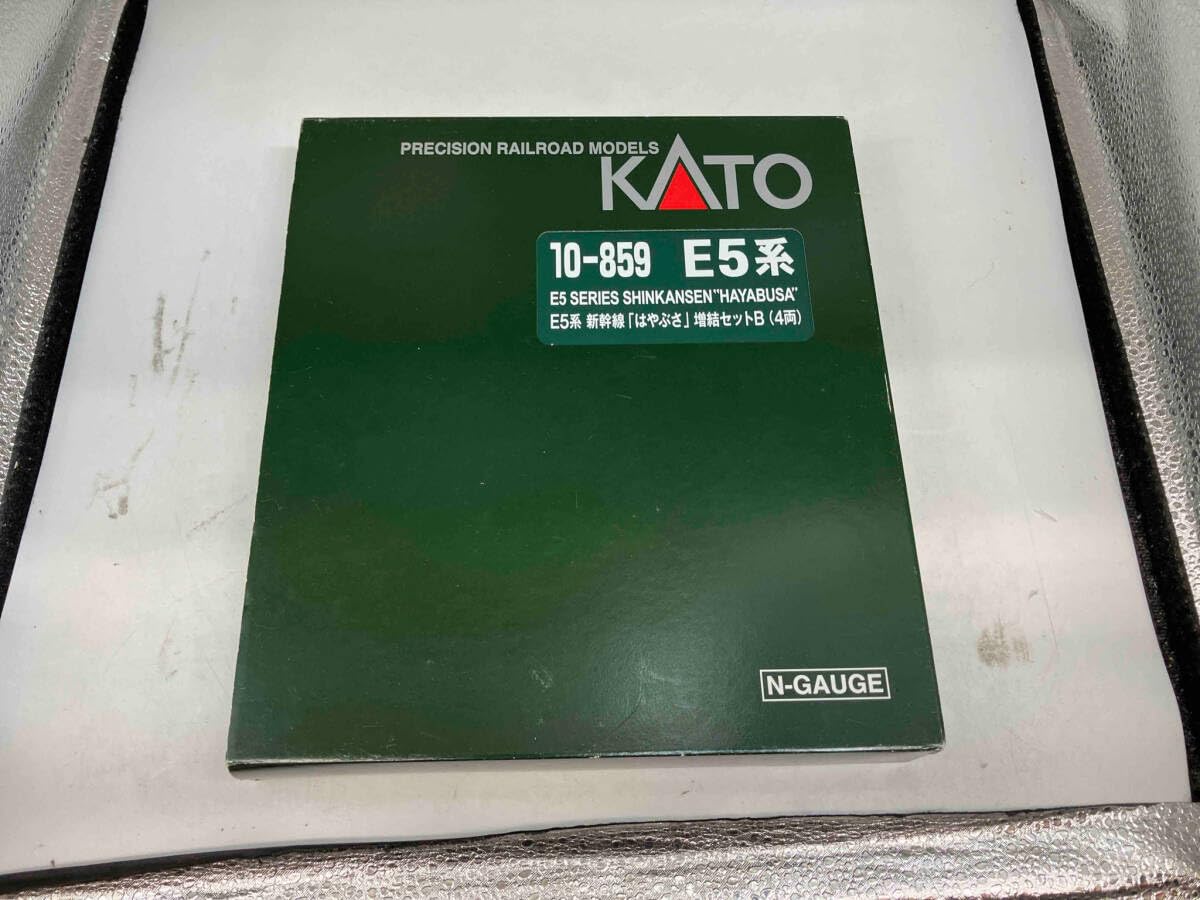 PRECISION RAILROAD MODELS
KATO
10-859 E5系
E5 SERIES SHINKANSEN"HAYABUSA"
E5系 新幹線「はやぶさ」増結セットB(4両)
N-GAUGE